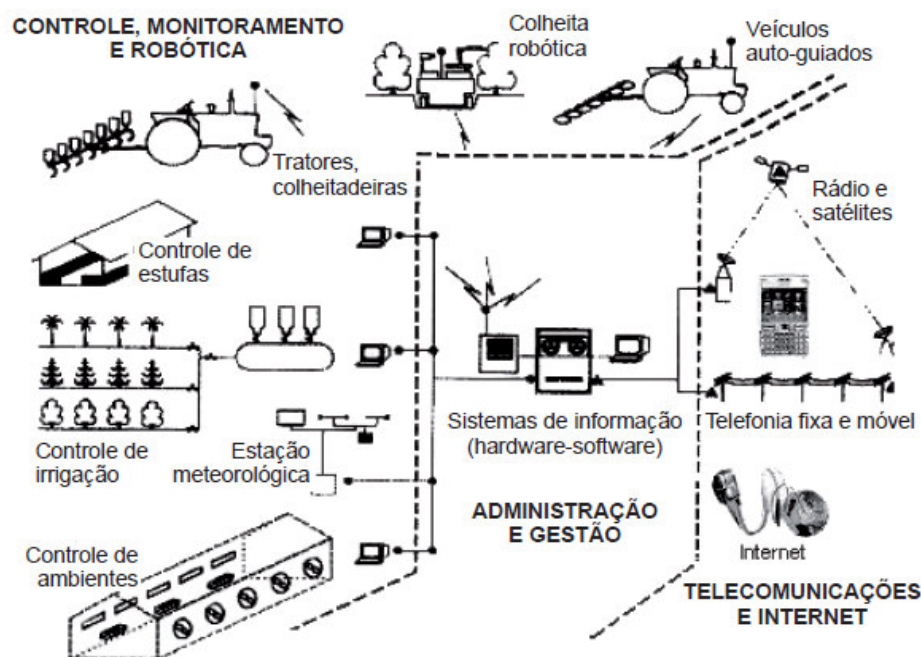 CONTROLE, MONITORAMENTO
E ROBÓTICA
Colheita
robótica
Veículos
auto-guiados
Tratores,
colheitadeiras
Rádio e
satélites
Controle de
estufas
Controle de
irrigação
Estação
meteorológica
Sistemas de informação
(hardware-software)
Telefonia fixa e móvel
ADMINISTRAÇÃO
E GESTÃO
Internet
Controle de
ambientes
TELECOMUNICAÇÕES
E INTERNET